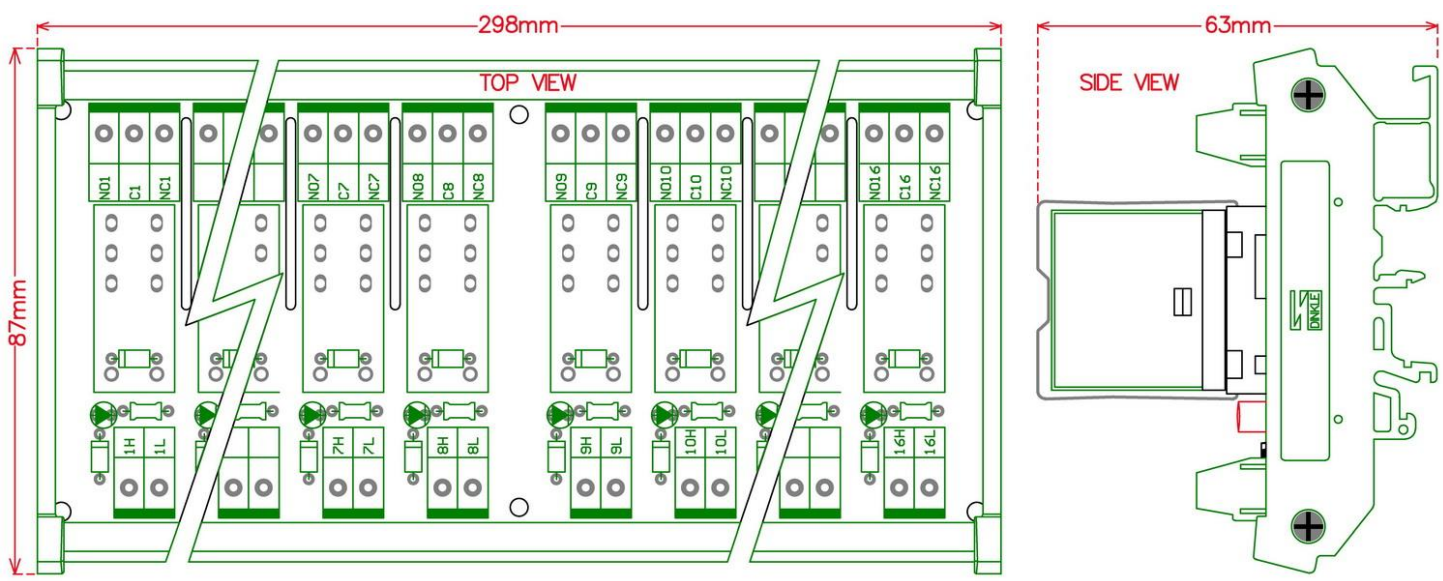 298mm
63mm
TOP VIEW
SIDE VIEW
87mm
NO1 C1 NC1
NO7 C7 NC7
NO8 C8 NC8
NO9 C9 NC9
NO10 C10 NC10
NO16 C16 NC16
DINKLE
1H 1L
7H 7L
8H 8L
9H 9L
10H 10L
16H 16L